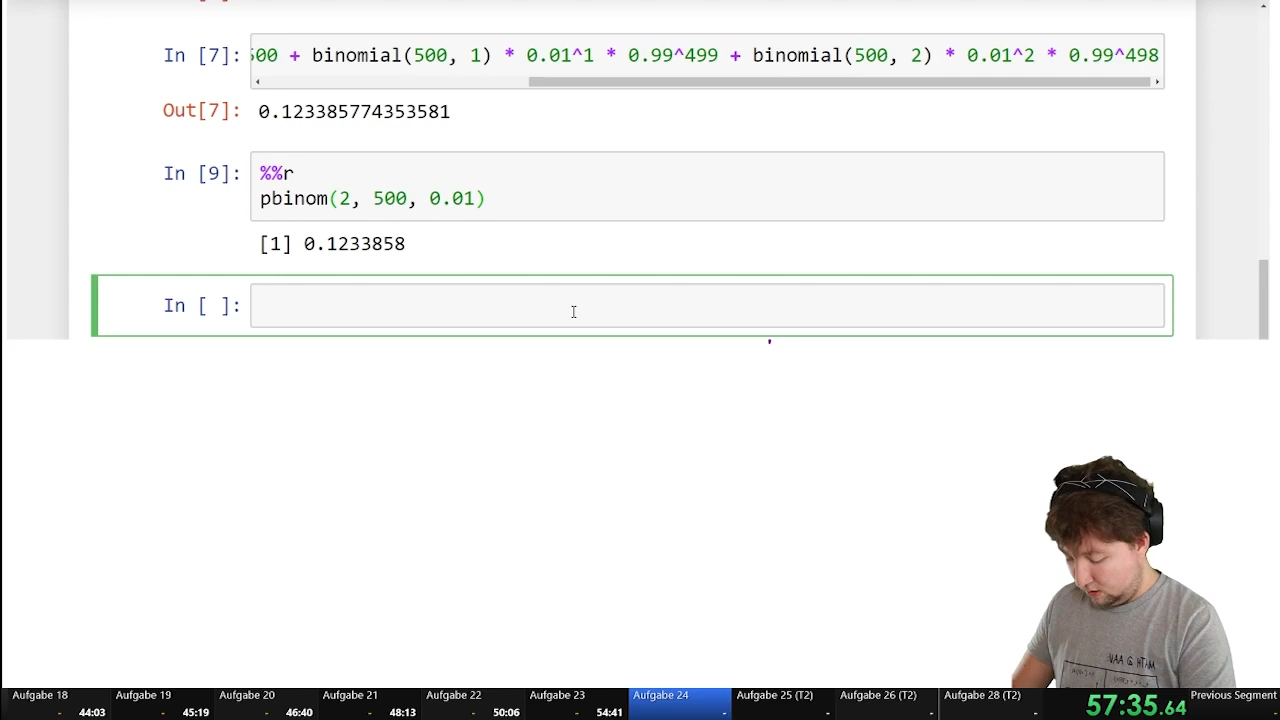 In [7]: 500 + binomial(500, 1) * 0.01^1 * 0.99^499 + binomial(500, 2) * 0.01^2 * 0.99^498
Out[7]: 0.123385774353581
In [9]: %%r
pbinom(2, 500, 0.01)
[1] 0.1233858
In [ ]:
Aufgabe 18 Aufgabe 19 Aufgabe 20 Aufgabe 21 Aufgabe 22 Aufgabe 23 Aufgabe 24 Aufgabe 25 (T2) Aufgabe 26 (T2) Aufgabe 28 (T2) 57:35.64 Previous Segment
- 44:03 - 45:19 - 46:40 - 48:13 - 50:06 - 54:41 - - - - -